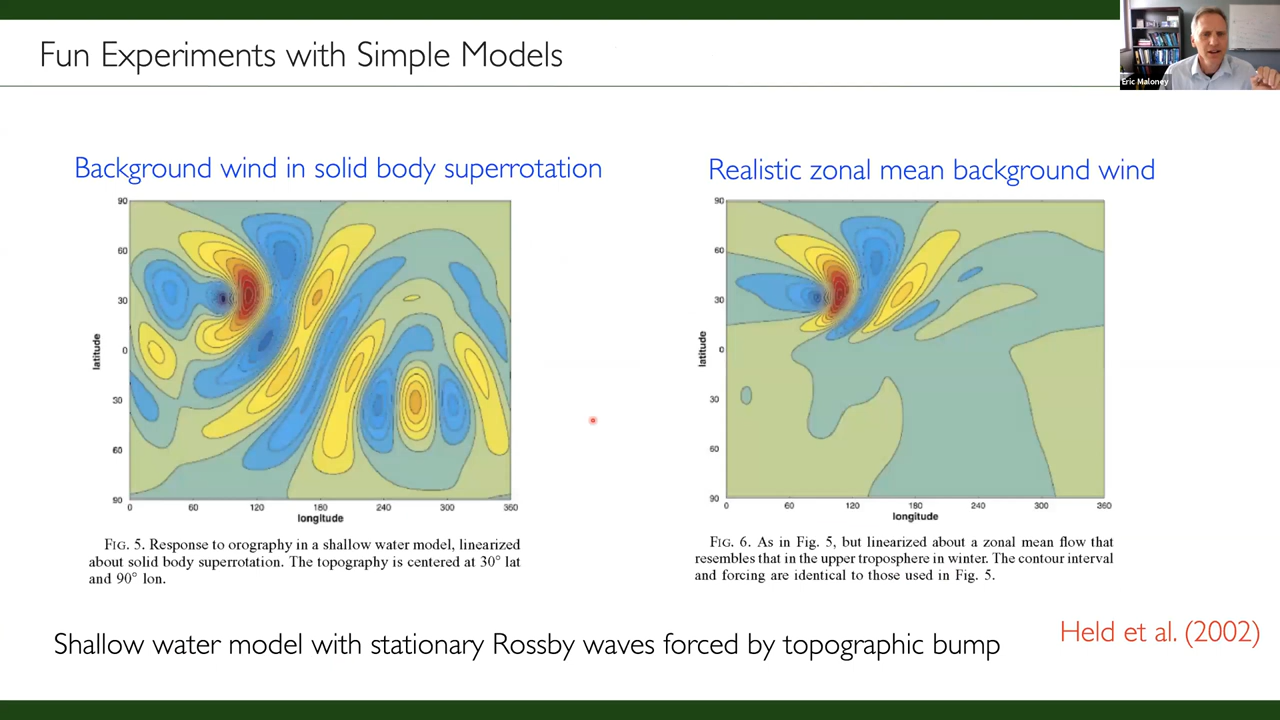 Fun Experiments with Simple Models
Eric Maloney
Background wind in solid body superrotation
Realistic zonal mean background wind
90
60
30
0
30
60
90
latitude
0
60
120
180
240
300
360
longitude
90
60
30
0
30
60
90
latitude
0
60
120
180
240
300
360
longitude
FIG. 5. Response to orography in a shallow water model, linearized
about solid body superrotation. The topography is centered at 30° lat
and 90° lon.
FIG. 6. As in Fig. 5, but linearized about a zonal mean flow that
resembles that in the upper troposphere in winter. The contour interval
and forcing are identical to those used in Fig. 5.
Shallow water model with stationary Rossby waves forced by topographic bump
Held et al. (2002)